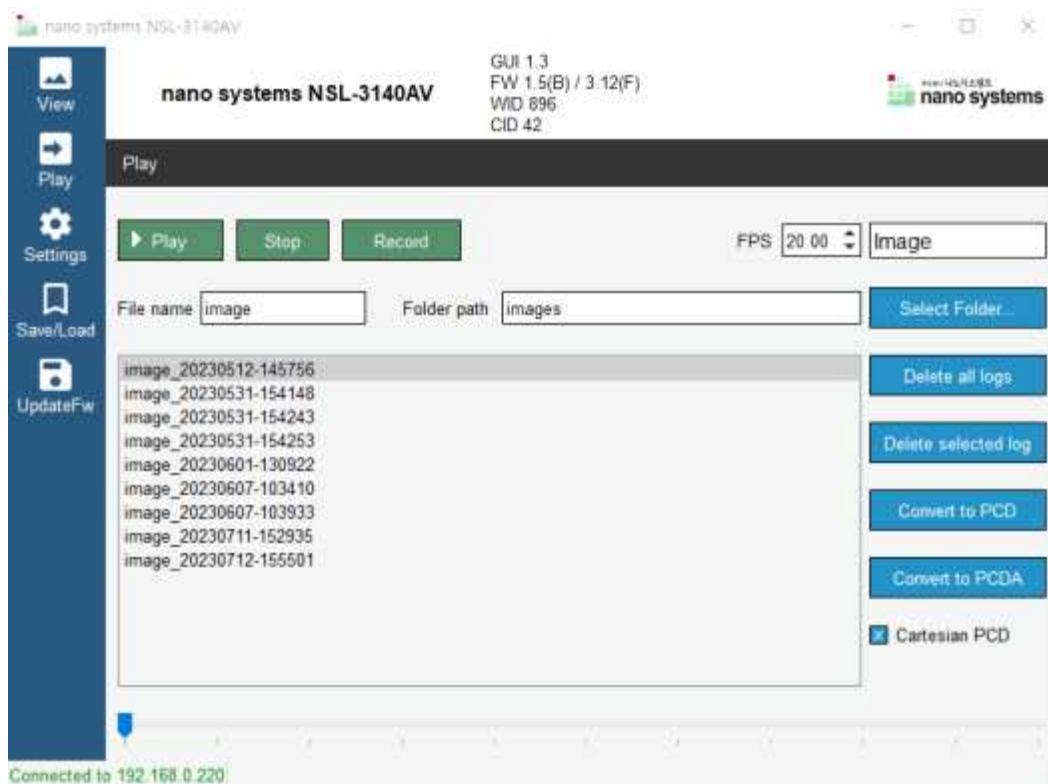 nano systems NSL-3140AV
View
Play
Settings
Save/Load
UpdateFw
nano systems NSL-3140AV
GUI 1.3
FW 1.5(B) / 3.12(F)
WID 896
CID 42
nano systems
Play
Play Stop Record FPS 20.00 Image
File name image Folder path images Select Folder...
image_20230512-145756
image_20230531-154148
image_20230531-154243
image_20230531-154253
image_20230601-130922
image_20230607-103410
image_20230607-103933
image_20230711-152935
image_20230712-155501
Delete all logs
Delete selected log
Convert to PCD
Convert to PCDA
Cartesian PCD
Connected to 192.168.0.220